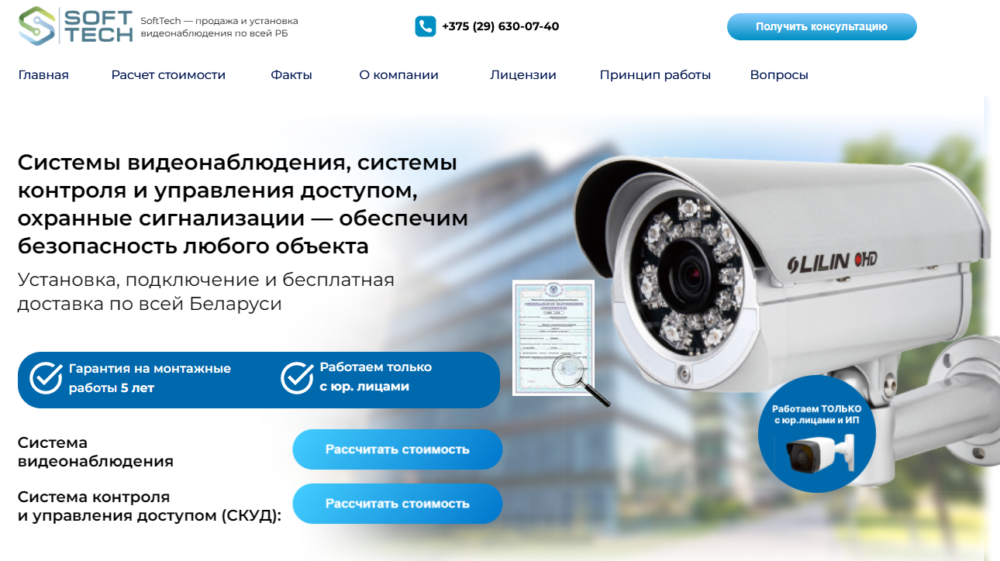 SOFT
TECH
SoftTech — продажа и установка
видеонаблюдения по всей РБ
+375 (29) 630-07-40
Получить консультацию
Главная
Расчет стоимости
Факты
О компании
Лицензии
Принцип работы
Вопросы
Системы видеонаблюдения, системы
контроля и управления доступом,
охранные сигнализации — обеспечим
безопасность любого объекта
Установка, подключение и бесплатная
доставка по всей Беларуси
LILIN HD
Гарантия на монтажные
работы 5 лет
Работаем только
с юр. лицами
Работаем ТОЛЬКО
с юр.лицами и ИП
Система
видеонаблюдения
Рассчитать стоимость
Система контроля
и управления доступом (СКУД):
Рассчитать стоимость